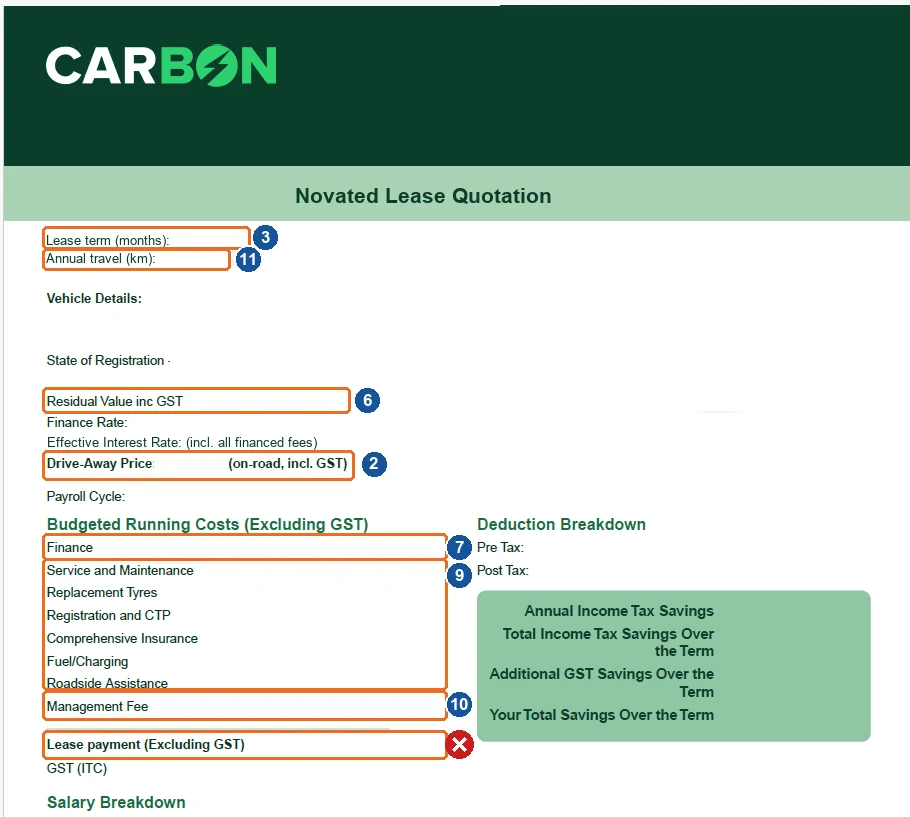 CARBON
Novated Lease Quotation
Lease term (months): 3
Annual travel (km): 11
Vehicle Details:
State of Registration -
Residual Value inc GST 6
Finance Rate:
Effective Interest Rate: (incl. all financed fees)
Drive-Away Price (on-road, incl. GST) 2
Payroll Cycle:
Budgeted Running Costs (Excluding GST)
Finance 7
Service and Maintenance 9
Replacement Tyres
Registration and CTP
Comprehensive Insurance
Fuel/Charging
Roadside Assistance
Management Fee 10
Lease payment (Excluding GST)
GST (ITC)
Deduction Breakdown
Pre Tax:
Post Tax:
Annual Income Tax Savings
Total Income Tax Savings Over
the Term
Additional GST Savings Over the
Term
Your Total Savings Over the Term
Salary Breakdown